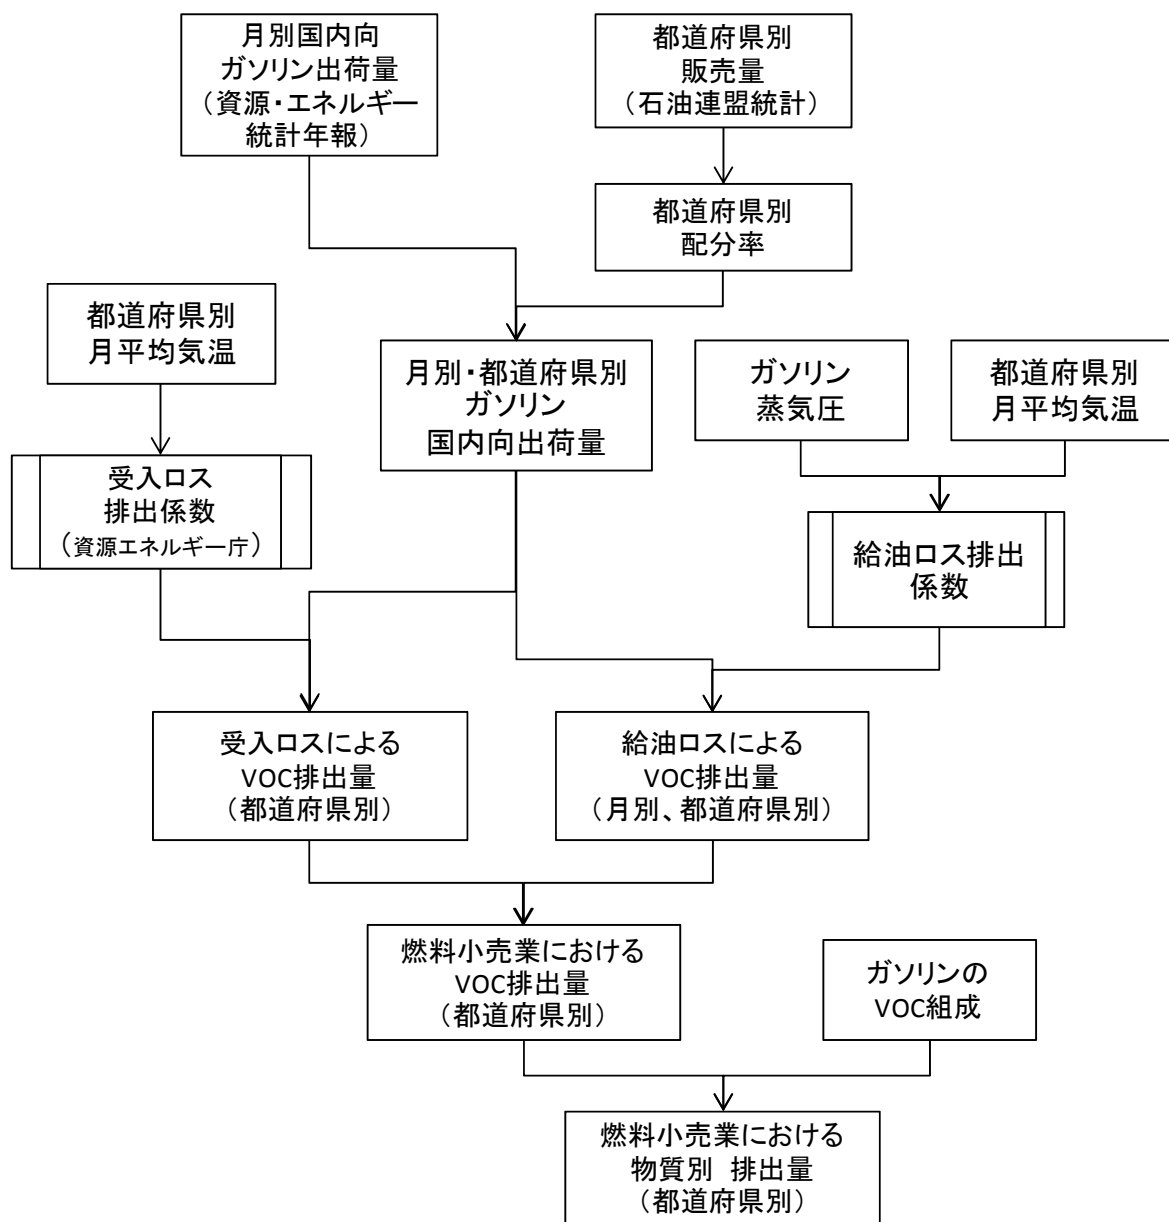 月別国内向
ガソリン出荷量
（資源・エネルギー
統計年報）
都道府県別
販売量
（石油連盟統計）
都道府県別
配分率
都道府県別
月平均気温
月別・都道府県別
ガソリン
国内向出荷量
ガソリン
蒸気圧
都道府県別
月平均気温
受入ロス
排出係数
（資源エネルギー庁）
給油ロス排出
係数
受入ロスによる
VOC排出量
（都道府県別）
給油ロスによる
VOC排出量
（月別、都道府県別）
燃料小売業における
VOC排出量
（都道府県別）
ガソリンの
VOC組成
燃料小売業における
物質別 排出量
（都道府県別）